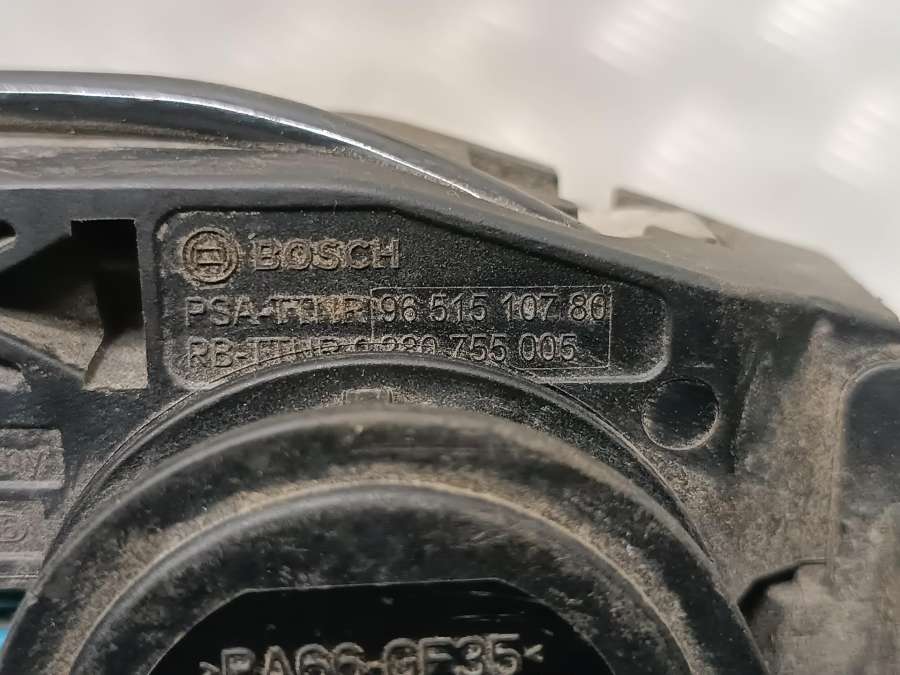 BOSCH
PSA-TTNR 96 515 107 80
RB-TTNR 0 280 755 005
>PA66-GF35<